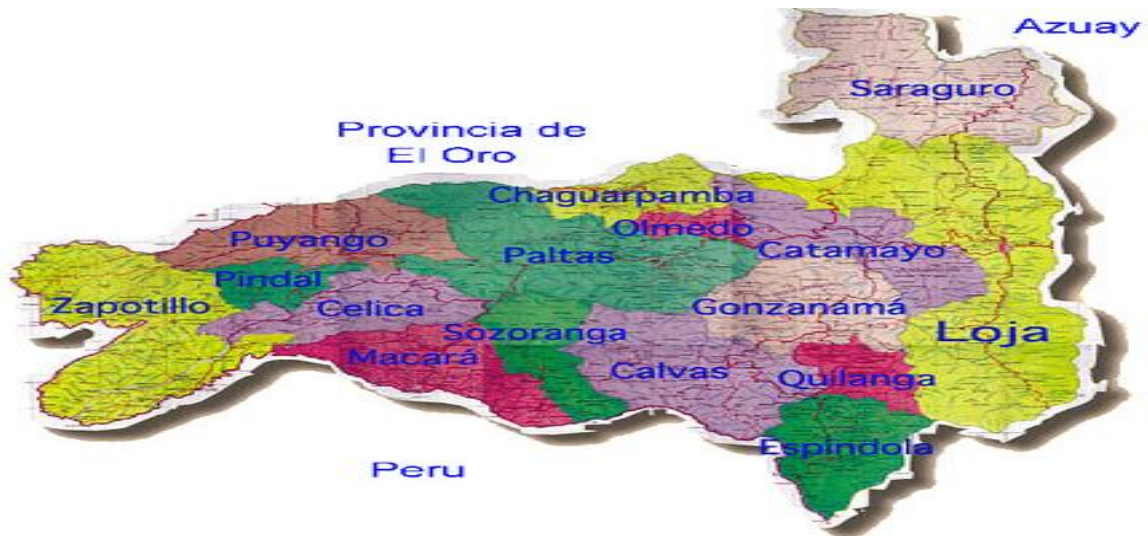 Azuay
Saraguro
Provincia de
El Oro
Chaguarpamba
Olmedo
Puyango
Paltas
Catamayo
Pindal
Zapotillo
Celica
Gonzanamá
Sozoranga
Loja
Macará
Calvas
Quilanga
Espíndola
Peru